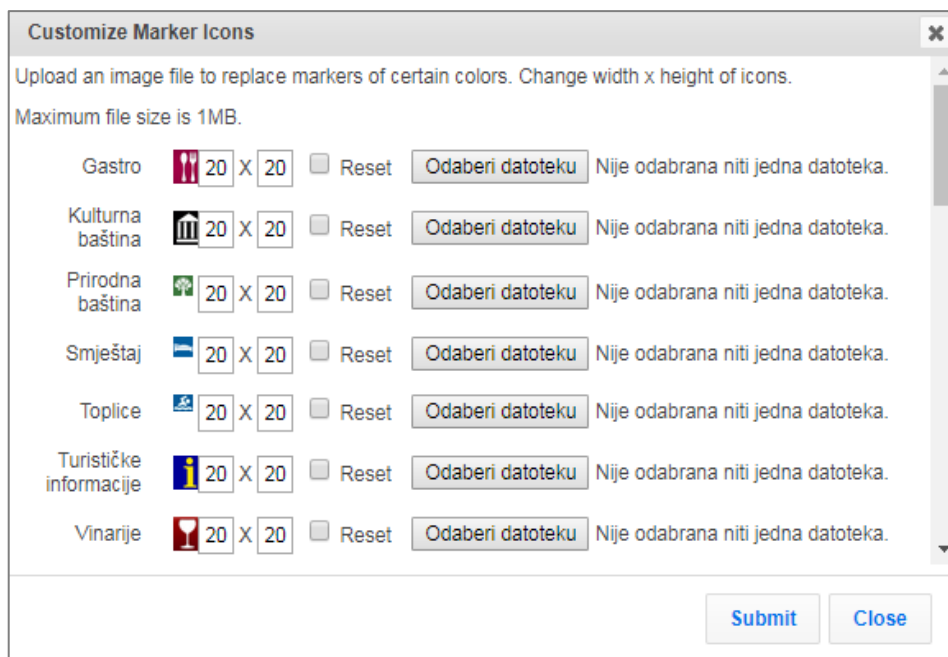 Customize Marker Icons
Upload an image file to replace markers of certain colors. Change width x height of icons.
Maximum file size is 1MB.
Gastro 20 X 20 Reset Odaberi datoteku Nije odabrana niti jedna datoteka.
Kulturna
baština 20 X 20 Reset Odaberi datoteku Nije odabrana niti jedna datoteka.
Prirodna
baština 20 X 20 Reset Odaberi datoteku Nije odabrana niti jedna datoteka.
Smještaj 20 X 20 Reset Odaberi datoteku Nije odabrana niti jedna datoteka.
Toplice 20 X 20 Reset Odaberi datoteku Nije odabrana niti jedna datoteka.
Turističke
informacije i 20 X 20 Reset Odaberi datoteku Nije odabrana niti jedna datoteka.
Vinarije 20 X 20 Reset Odaberi datoteku Nije odabrana niti jedna datoteka.
Submit Close